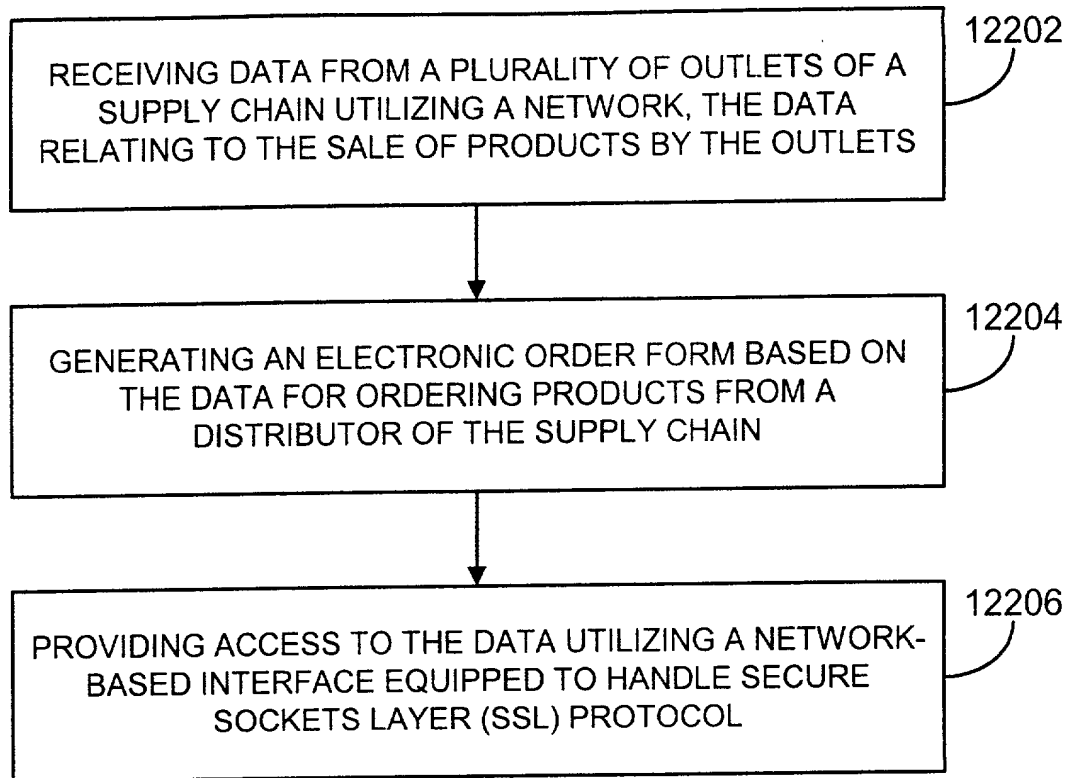 12202
RECEIVING DATA FROM A PLURALITY OF OUTLETS OF A
SUPPLY CHAIN UTILIZING A NETWORK, THE DATA
RELATING TO THE SALE OF PRODUCTS BY THE OUTLETS
12204
GENERATING AN ELECTRONIC ORDER FORM BASED ON
THE DATA FOR ORDERING PRODUCTS FROM A
DISTRIBUTOR OF THE SUPPLY CHAIN
12206
PROVIDING ACCESS TO THE DATA UTILIZING A NETWORK-
BASED INTERFACE EQUIPPED TO HANDLE SECURE
SOCKETS LAYER (SSL) PROTOCOL